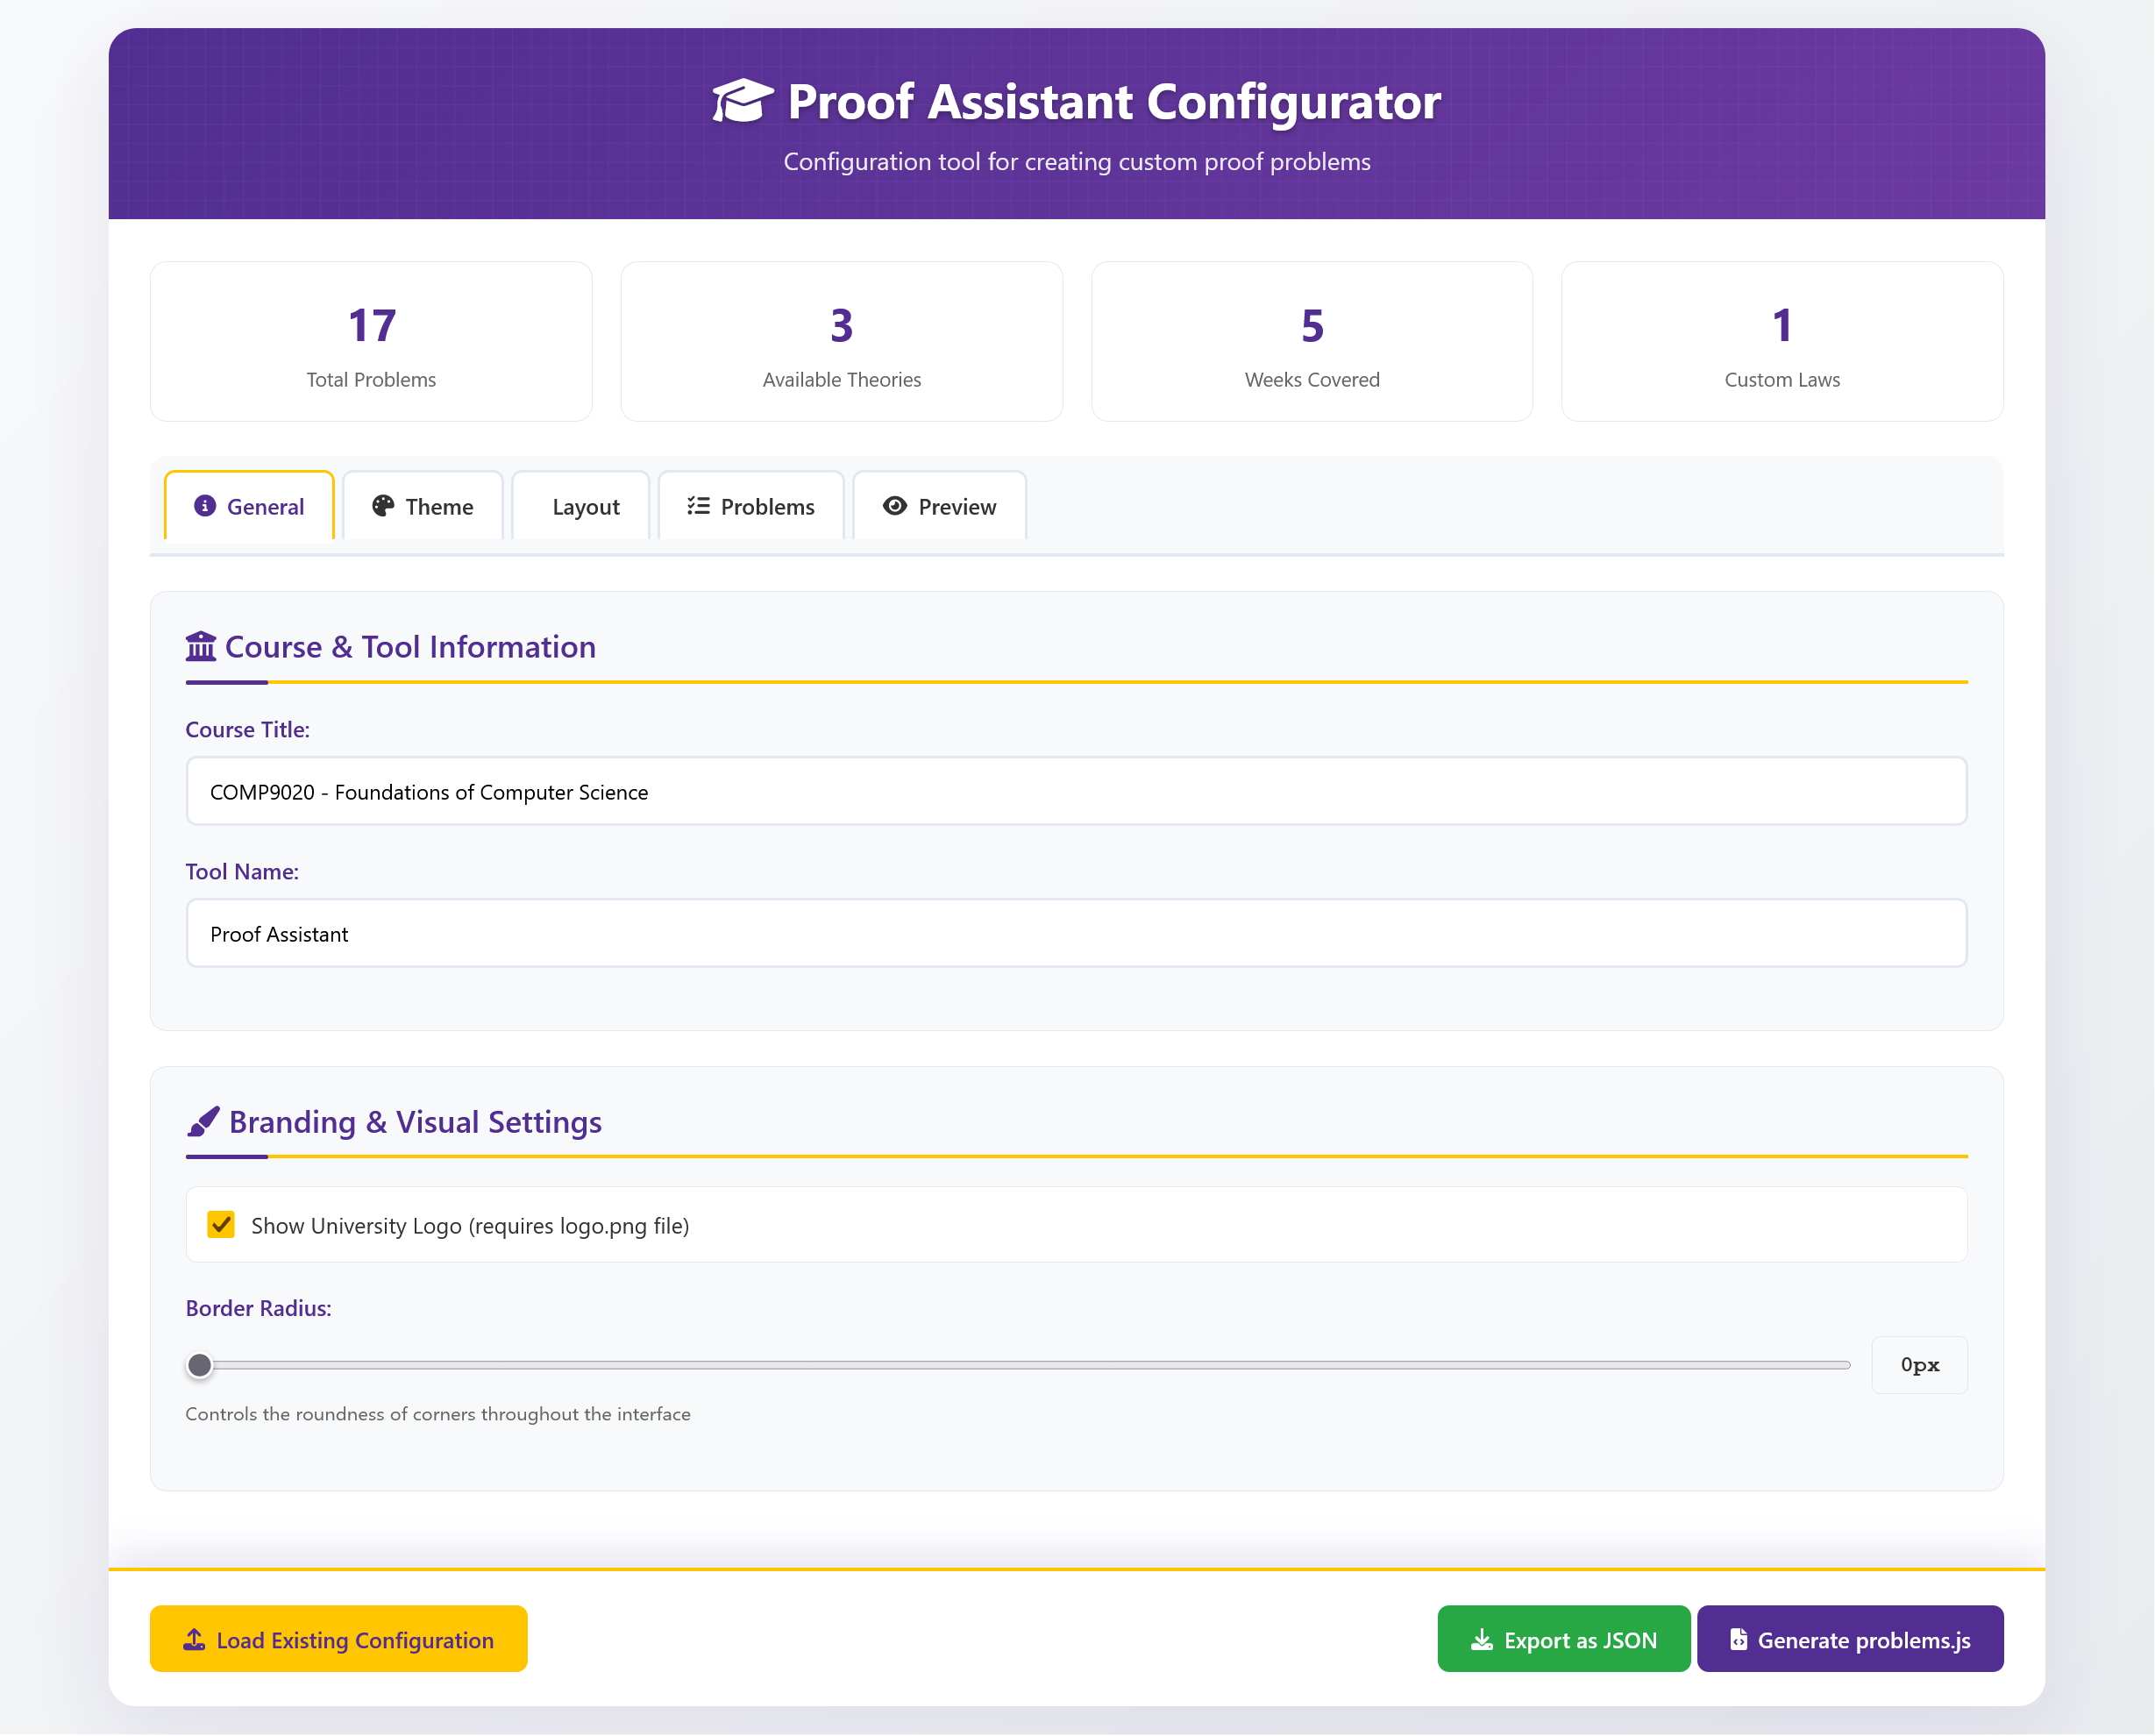 Proof Assistant Configurator
Configuration tool for creating custom proof problems
17
Total Problems
3
Available Theories
5
Weeks Covered
1
Custom Laws
General
Theme
Layout
Problems
Preview
Course & Tool Information
Course Title:
COMP9020 - Foundations of Computer Science
Tool Name:
Proof Assistant
Branding & Visual Settings
Show University Logo (requires logo.png file)
Border Radius:
0px
Controls the roundness of corners throughout the interface
Load Existing Configuration
Export as JSON
Generate problems.js